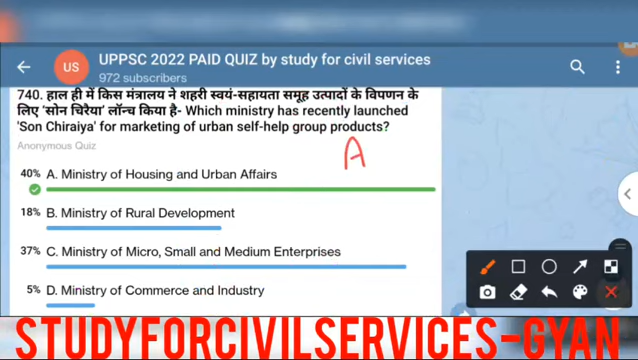 US
UPPSC 2022 PAID QUIZ by study for civil services
972 subscribers
740. हाल ही में किस मंत्रालय ने शहरी स्वयं-सहायता समूह उत्पादों के विपणन के
लिए 'सोन चिरैया' लॉन्च किया है- Which ministry has recently launched
'Son Chiraiya' for marketing of urban self-help group products?
Anonymous Quiz
A
40% A. Ministry of Housing and Urban Affairs
18% B. Ministry of Rural Development
37% C. Ministry of Micro, Small and Medium Enterprises
5% D. Ministry of Commerce and Industry
STUDYFORCIVILSERVICES-GYAN